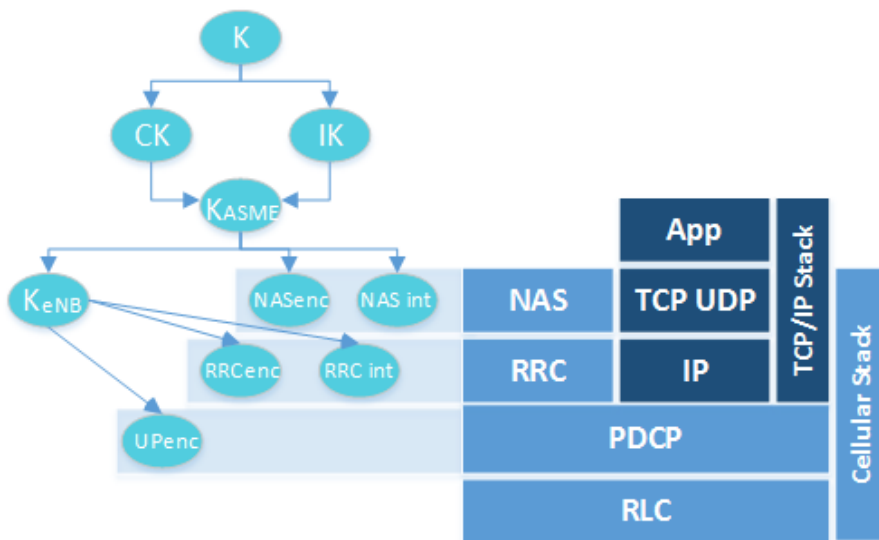 K
CK
IK
KASME
App
TCP/IP Stack
KeNB
NASenc
NAS int
NAS
TCP UDP
Cellular Stack
RRCenc
RRC int
RRC
IP
UPenc
PDCP
RLC